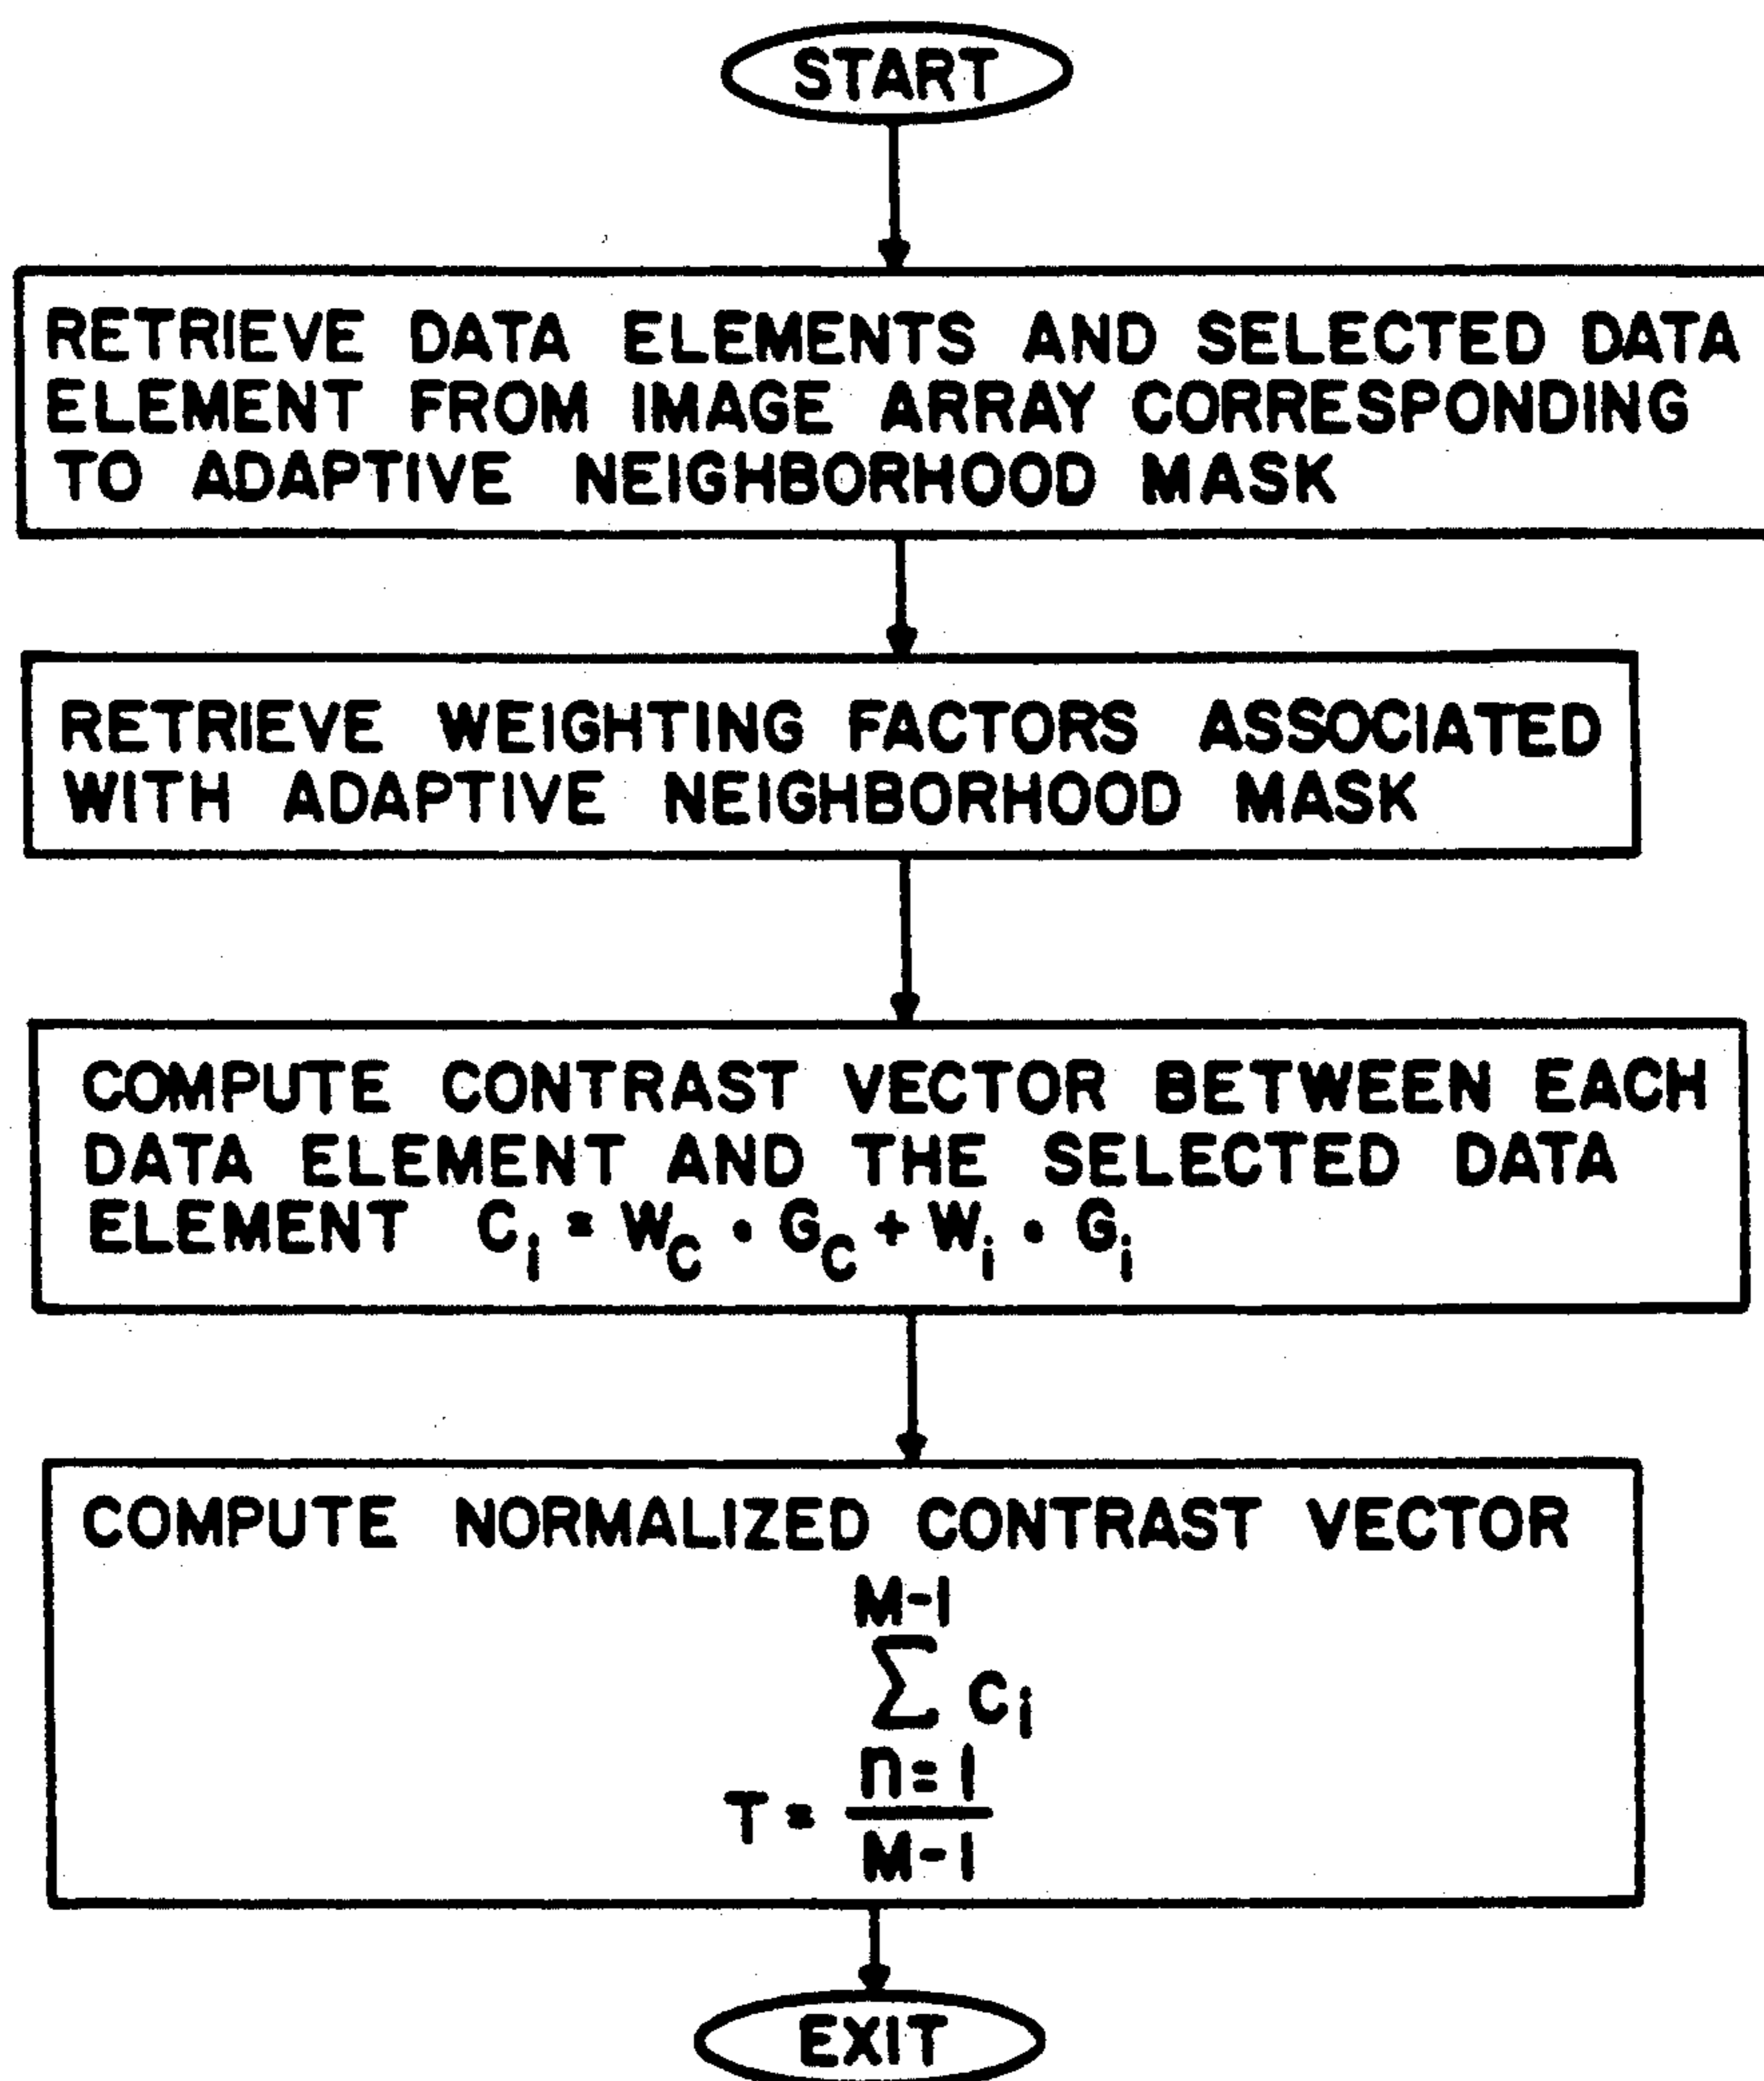 START
RETRIEVE DATA ELEMENTS AND SELECTED DATA
ELEMENT FROM IMAGE ARRAY CORRESPONDING
TO ADAPTIVE NEIGHBORHOOD MASK
RETRIEVE WEIGHTING FACTORS ASSOCIATED
WITH ADAPTIVE NEIGHBORHOOD MASK
COMPUTE CONTRAST VECTOR BETWEEN EACH
DATA ELEMENT AND THE SELECTED DATA
ELEMENT C_i = W_C • G_C + W_i • G_i
COMPUTE NORMALIZED CONTRAST VECTOR
M-1
Σ C_i
n=1
T =
M-1
EXIT